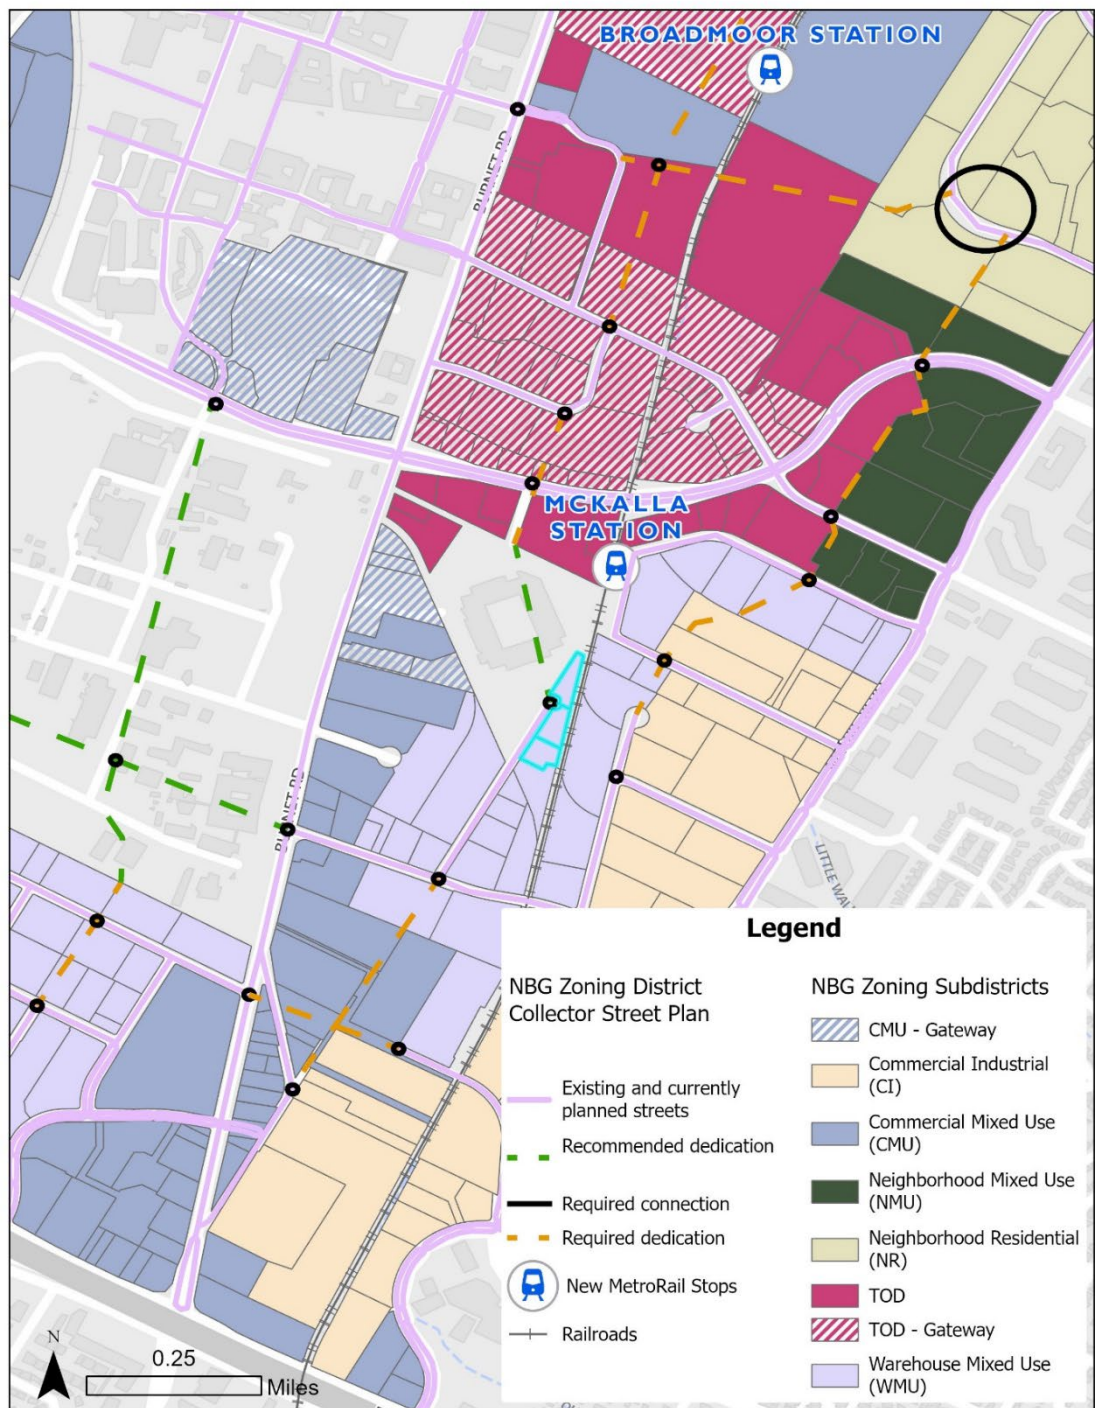 BROADMOOR STATION
BURNET RD
MCKALLA
STATION
BURNET RD
LITTLE WA
Legend
NBG Zoning District
Collector Street Plan
Existing and currently
planned streets
Recommended dedication
Required connection
Required dedication
New MetroRail Stops
Railroads
NBG Zoning Subdistricts
CMU - Gateway
Commercial Industrial
(CI)
Commercial Mixed Use
(CMU)
Neighborhood Mixed Use
(NMU)
Neighborhood Residential
(NR)
TOD
TOD - Gateway
Warehouse Mixed Use
(WMU)
N
0.25
Miles